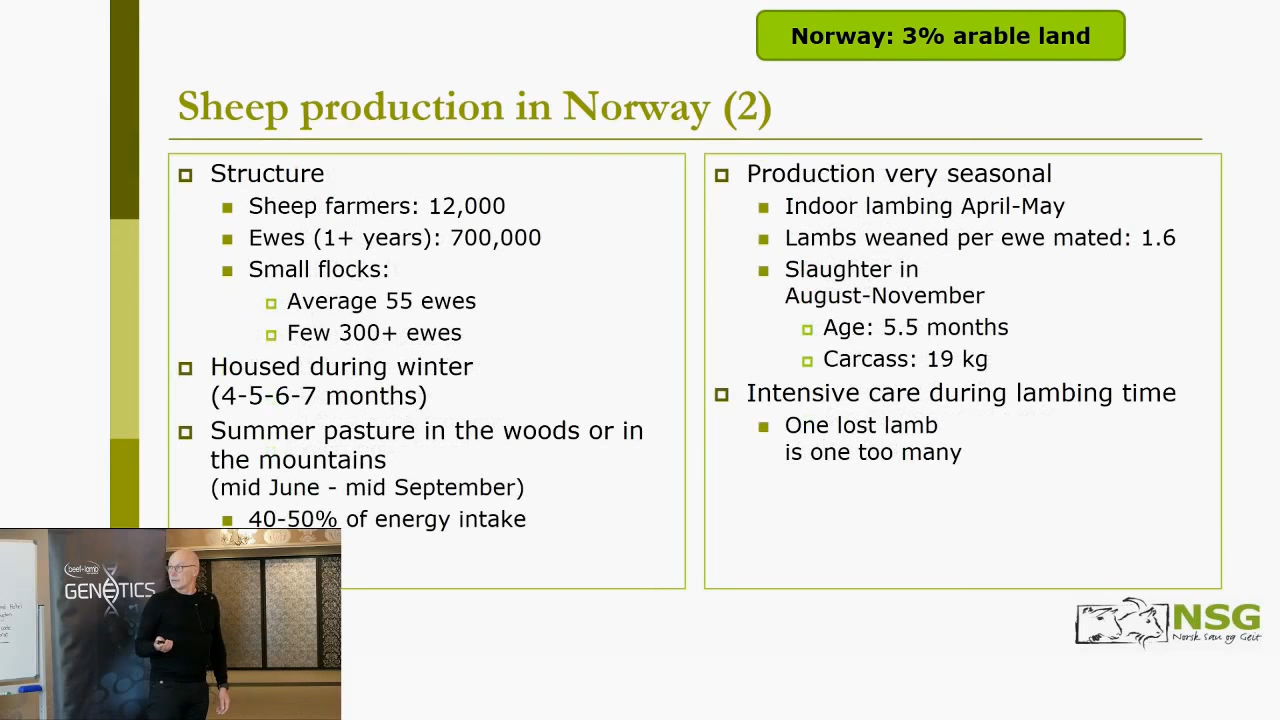 Norway: 3% arable land
Sheep production in Norway (2)
Structure
Sheep farmers: 12,000
Ewes (1+ years): 700,000
Small flocks:
Average 55 ewes
Few 300+ ewes
Housed during winter
(4-5-6-7 months)
Summer pasture in the woods or in
the mountains
(mid June - mid September)
40-50% of energy intake
Production very seasonal
Indoor lambing April-May
Lambs weaned per ewe mated: 1.6
Slaughter in
August-November
Age: 5.5 months
Carcass: 19 kg
Intensive care during lambing time
One lost lamb
is one too many
beef+lamb
GENETICS
NSG
Norsk Sau og Geit